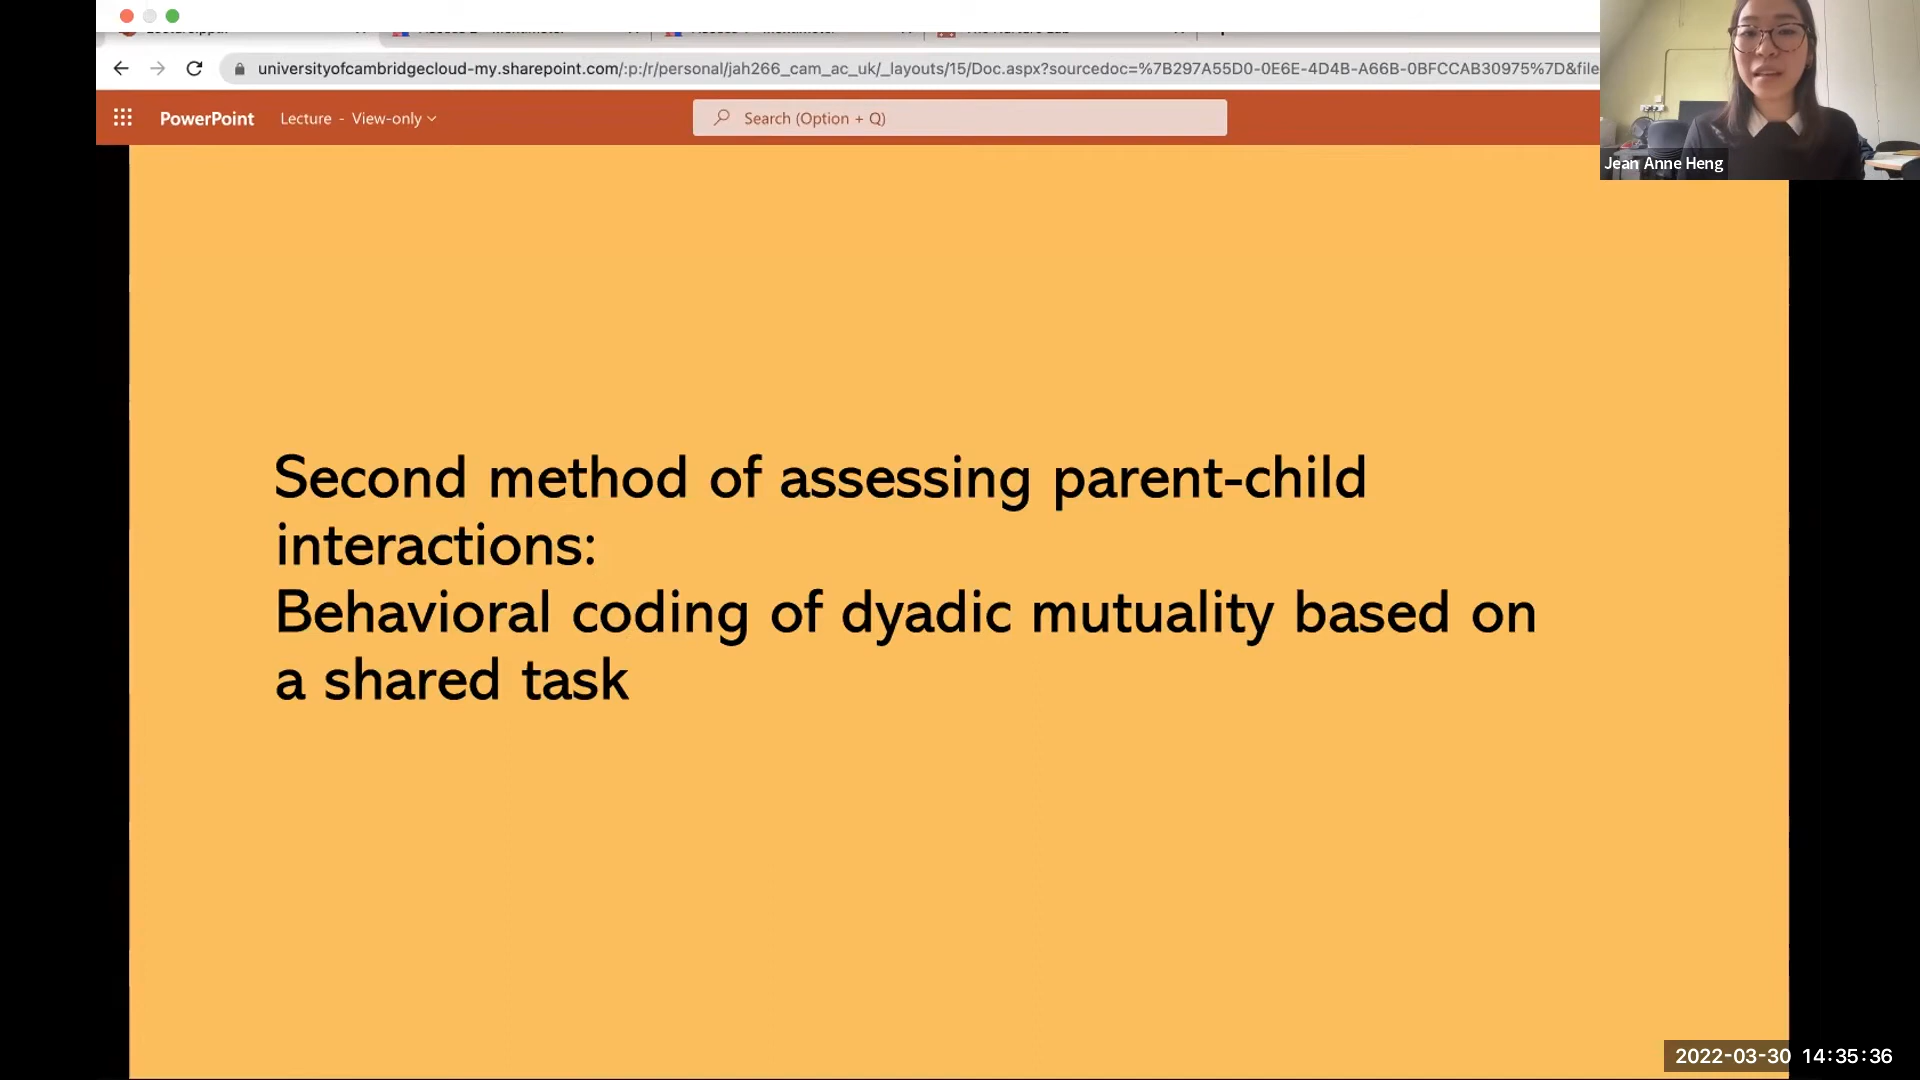 universityofcambridgecloud-my.sharepoint.com/:p:/r/personal/jah266_cam_ac_uk/_layouts/15/Doc.aspx?sourcedoc=%7B297A55D0-0E6E-4D4B-A66B-0BFCCAB30975%7D&file
PowerPoint Lecture - View-only
Search (Option + Q)
Jean Anne Heng
Second method of assessing parent-child
interactions:
Behavioral coding of dyadic mutuality based on
a shared task
2022-03-30 14:35:36